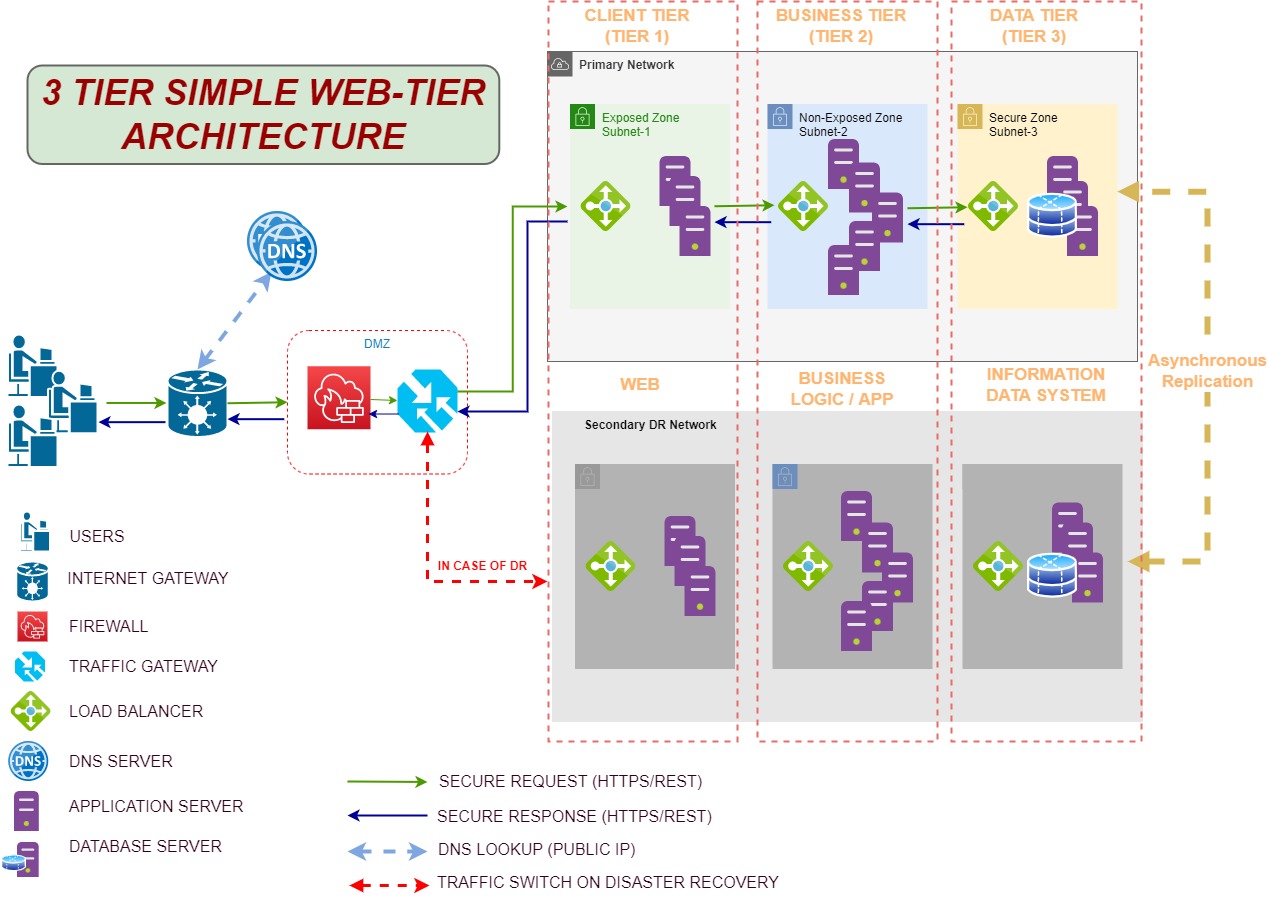 3 TIER SIMPLE WEB-TIER
ARCHITECTURE
CLIENT TIER
(TIER 1)
BUSINESS TIER
(TIER 2)
DATA TIER
(TIER 3)
Primary Network
Exposed Zone
Subnet-1
Non-Exposed Zone
Subnet-2
Secure Zone
Subnet-3
DNS
DMZ
WEB
BUSINESS
LOGIC / APP
INFORMATION
DATA SYSTEM
Asynchronous
Replication
Secondary DR Network
IN CASE OF DR
USERS
INTERNET GATEWAY
FIREWALL
TRAFFIC GATEWAY
LOAD BALANCER
DNS
DNS SERVER
APPLICATION SERVER
DATABASE SERVER
SECURE REQUEST (HTTPS/REST)
SECURE RESPONSE (HTTPS/REST)
DNS LOOKUP (PUBLIC IP)
TRAFFIC SWITCH ON DISASTER RECOVERY